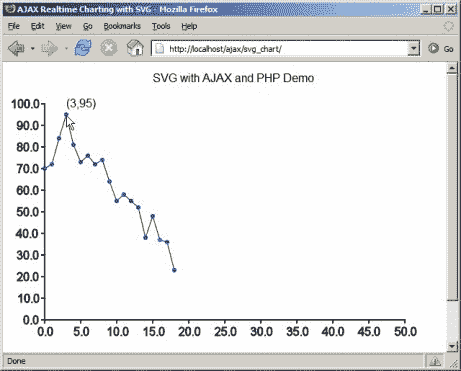 AJAX Realtime Charting with SVG - Mozilla Firefox
File Edit View Go Bookmarks Tools Help
http://localhost/ajax/svg_chart/ Go
SVG with AJAX and PHP Demo
(3,95)
100.0
90.0
80.0
70.0
60.0
50.0
40.0
30.0
20.0
10.0
0.0
0.0 5.0 10.0 15.0 20.0 25.0 30.0 35.0 40.0 45.0 50.0
Done